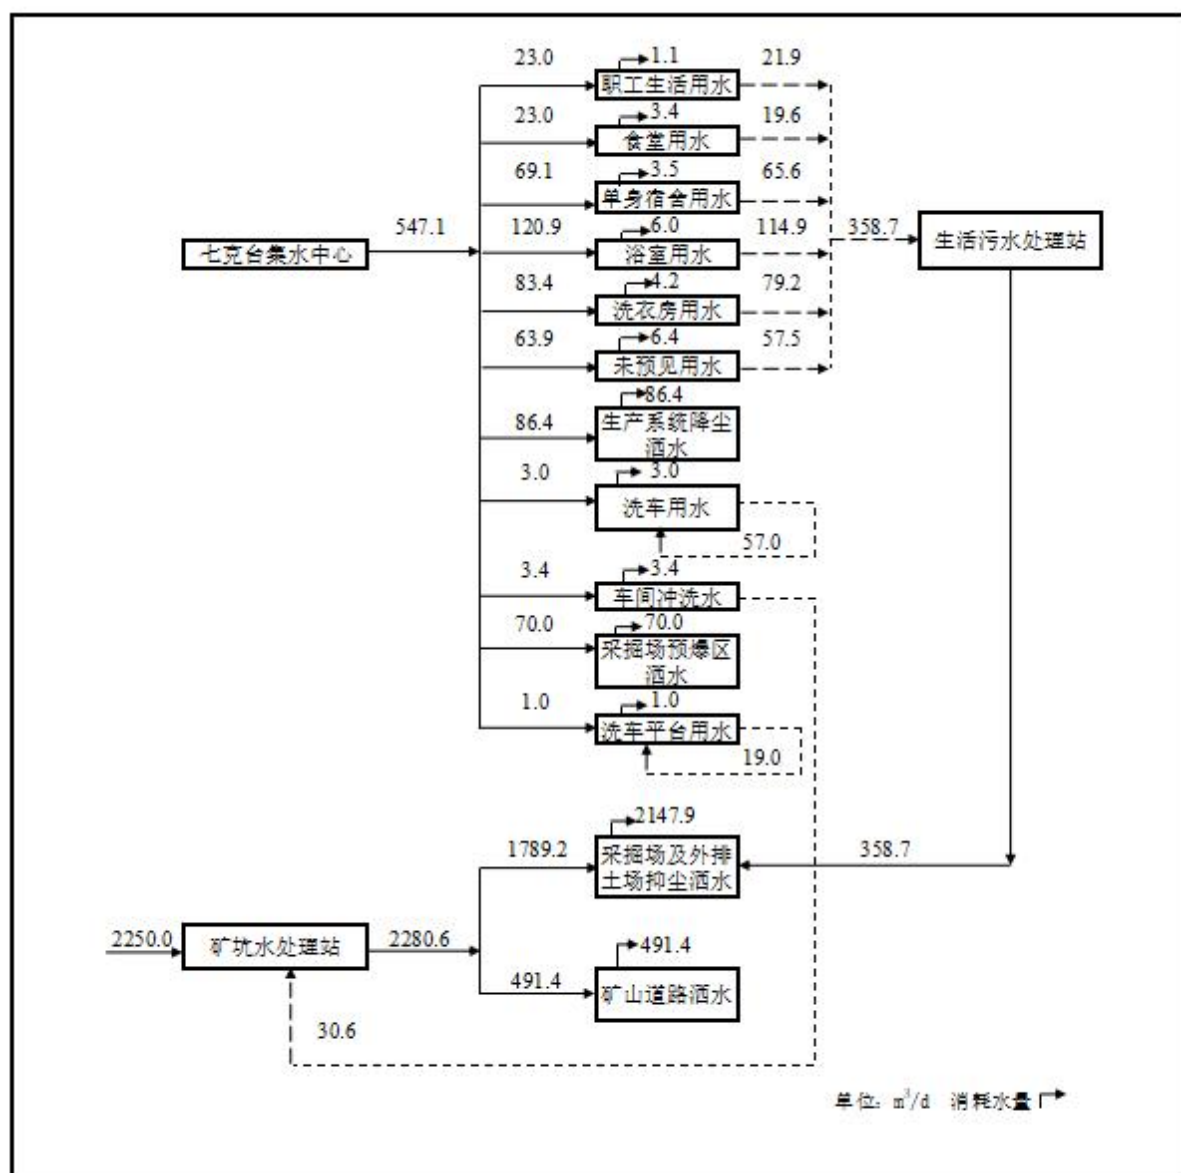 23.0
1.1
21.9
职工生活用水
23.0
3.4
19.6
食堂用水
69.1
3.5
65.6
单身宿舍用水
547.1
120.9
6.0
114.9
358.7
七克台集水中心
浴室用水
生活污水处理站
83.4
4.2
79.2
洗衣房用水
63.9
6.4
57.5
未预见用水
86.4
86.4
生产系统降尘
洒水
3.0
3.0
洗车用水
57.0
3.4
3.4
车间冲洗水
70.0
70.0
采掘场预爆区
洒水
1.0
1.0
洗车平台用水
19.0
2147.9
1789.2
采掘场及外排
土场抑尘洒水
358.7
2250.0
矿坑水处理站
2280.6
491.4
491.4
矿山道路洒水
30.6
单位: m³/d 消耗水量